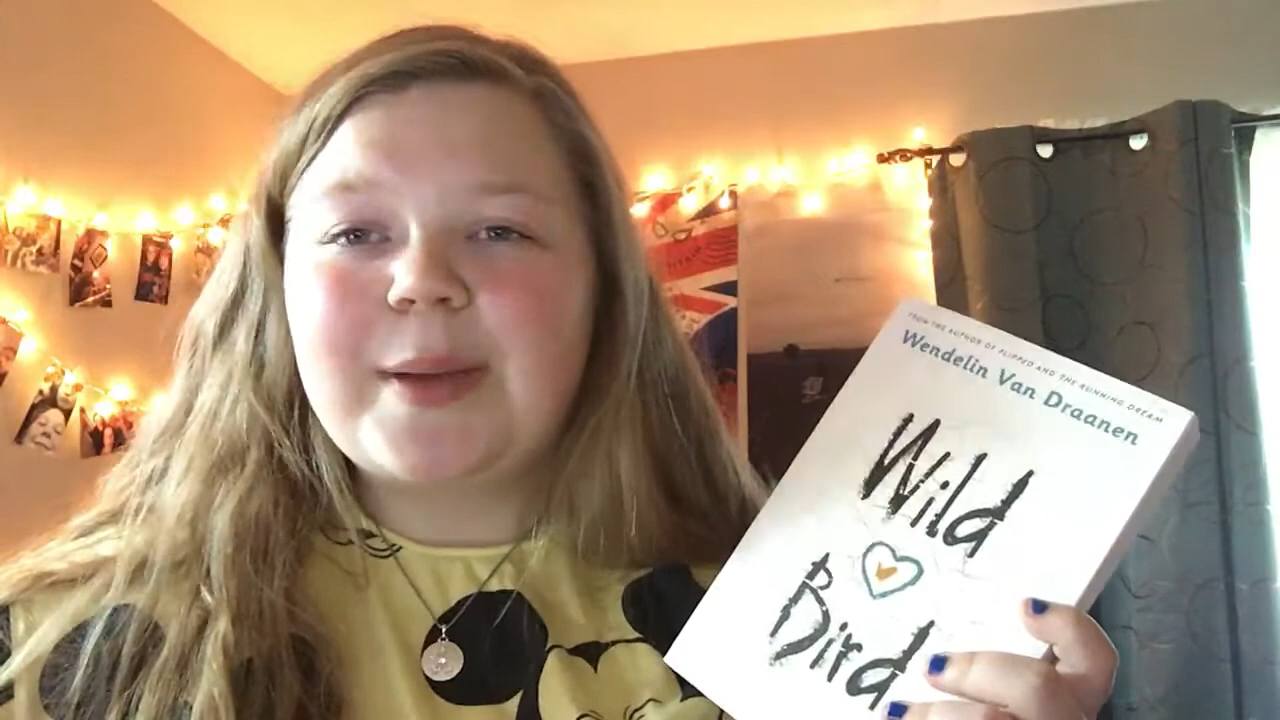 FROM THE AUTHOR OF FLIPPED AND THE RUNNING DREAM
Wendelin Van Draanen
Wild
Bird